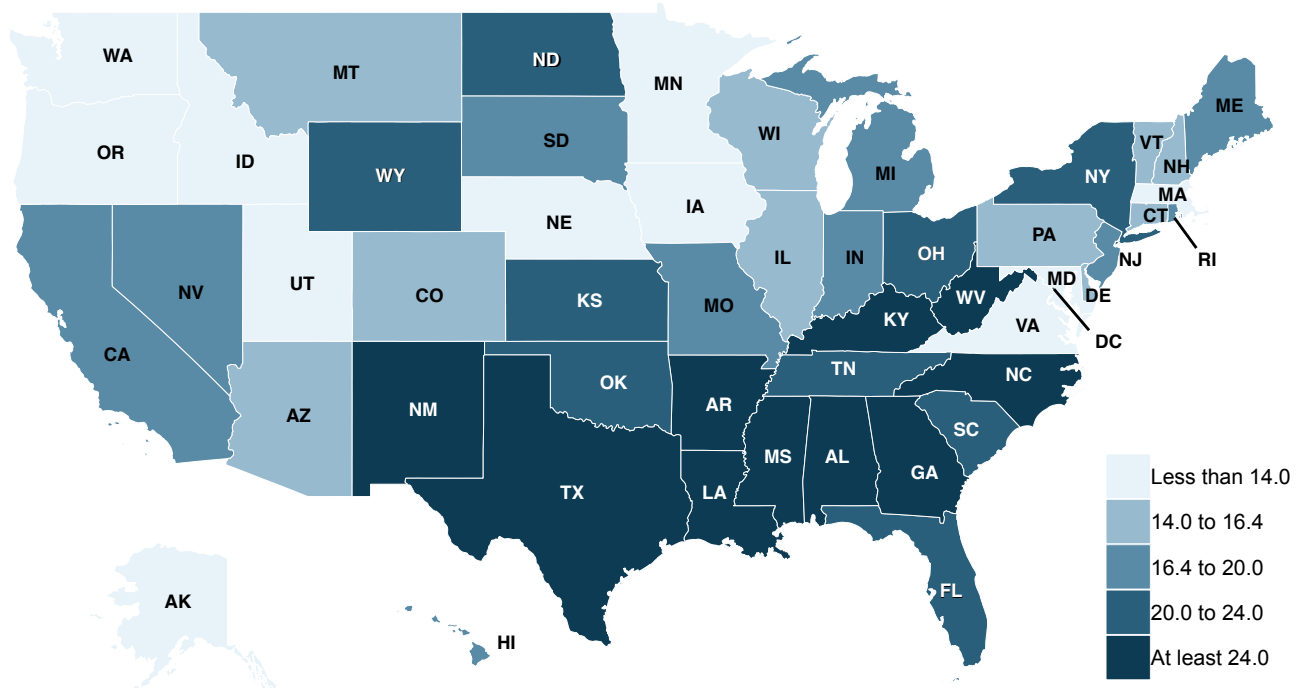 WA
MT
ND
MN
ME
OR
ID
WY
SD
WI
MI
VT
NH
NY
MA
CT
RI
NE
IA
PA
NJ
NV
UT
CO
KS
MO
IL
IN
OH
WV
MD
DE
DC
VA
KY
CA
AZ
NM
OK
AR
TN
NC
SC
TX
LA
MS
AL
GA
FL
AK
HI
Less than 14.0
14.0 to 16.4
16.4 to 20.0
20.0 to 24.0
At least 24.0